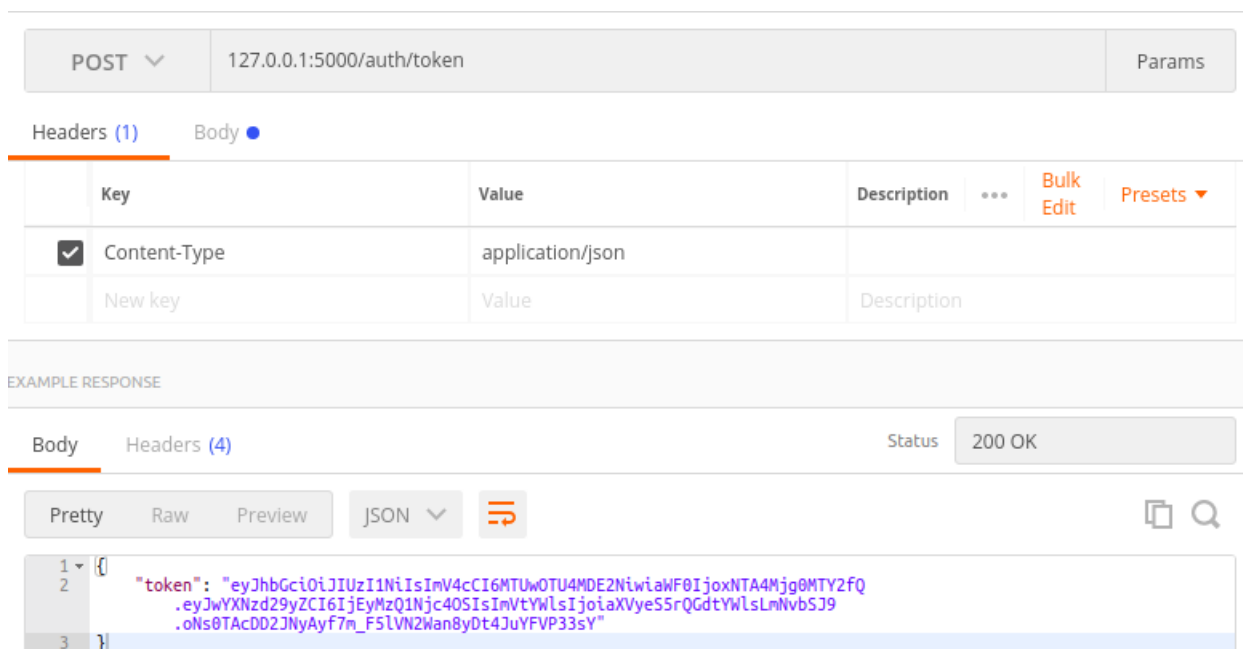 POST 127.0.0.1:5000/auth/token Params
Headers (1) Body
Key Value Description ••• Bulk Edit Presets
Content-Type application/json
New key Value Description
EXAMPLE RESPONSE
Body Headers (4) Status 200 OK
Pretty Raw Preview JSON
1 {
2 "token": "eyJhbGciOiJIUzI1NiIsImV4cCI6MTUwOTU4MDE2NiwiaWF0IjoxNTA4Mjg0MTY2fQ
.eyJwYXNzd29yZCI6IjEyMzQ1Njc4OSIsImVtYWlsIjoiaXVyeS5rQGdtYWlsLmNvbSJ9
.oNs0TAcDD2JNyAyf7m_F5lVN2Wan8yDt4JuYFVP33sY"
3 }